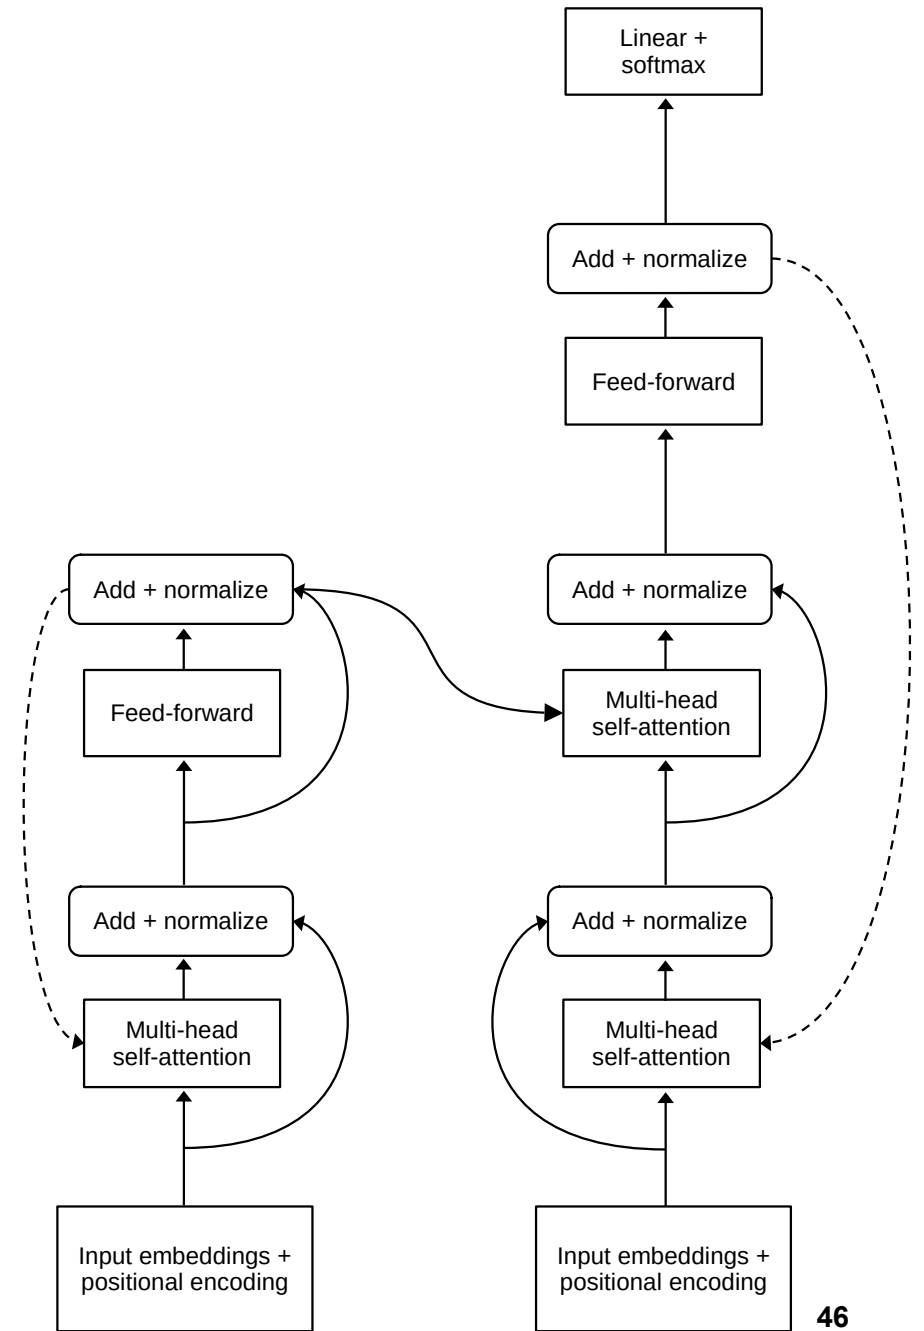 Linear +
softmax
Add + normalize
Feed-forward
Add + normalize
Add + normalize
Feed-forward
Multi-head
self-attention
Add + normalize
Add + normalize
Multi-head
self-attention
Multi-head
self-attention
Input embeddings +
positional encoding
Input embeddings +
positional encoding
46